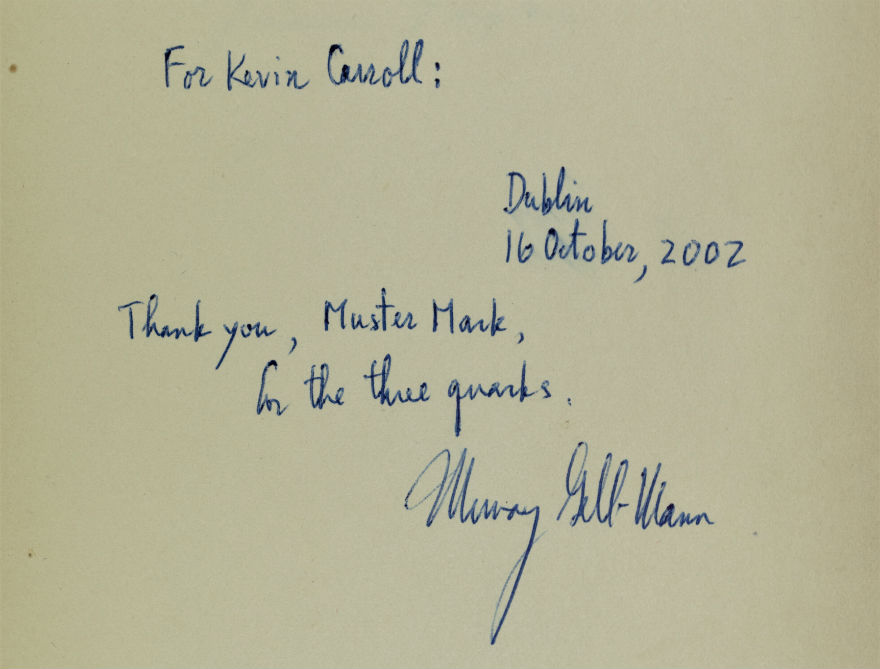 For Kevin Carroll:
Dublin
16 October, 2002
Thank you, Muster Mark,
for the three quarks.
Murray Gell-Mann